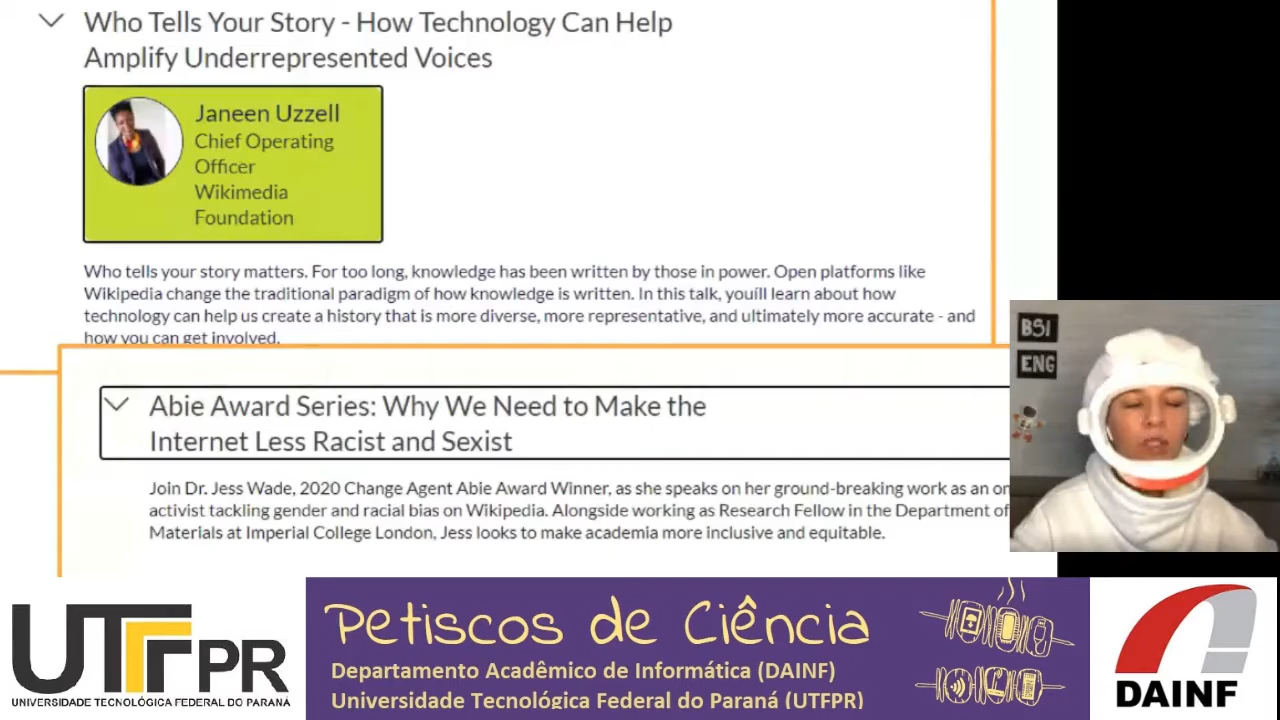 Who Tells Your Story - How Technology Can Help
Amplify Underrepresented Voices
Janeen Uzzell
Chief Operating
Officer
Wikimedia
Foundation
Who tells your story matters. For too long, knowledge has been written by those in power. Open platforms like
Wikipedia change the traditional paradigm of how knowledge is written. In this talk, youíll learn about how
technology can help us create a history that is more diverse, more representative, and ultimately more accurate - and
how you can get involved.
Abie Award Series: Why We Need to Make the
Internet Less Racist and Sexist
Join Dr. Jess Wade, 2020 Change Agent Abie Award Winner, as she speaks on her ground-breaking work as an on
activist tackling gender and racial bias on Wikipedia. Alongside working as Research Fellow in the Department of
Materials at Imperial College London, Jess looks to make academia more inclusive and equitable.
BSI
ENG
UTFPR
UNIVERSIDADE TECNOLÓGICA FEDERAL DO PARANÁ
Petiscos de Ciência
Departamento Acadêmico de Informática (DAINF)
Universidade Tecnológica Federal do Paraná (UTFPR)
DAINF